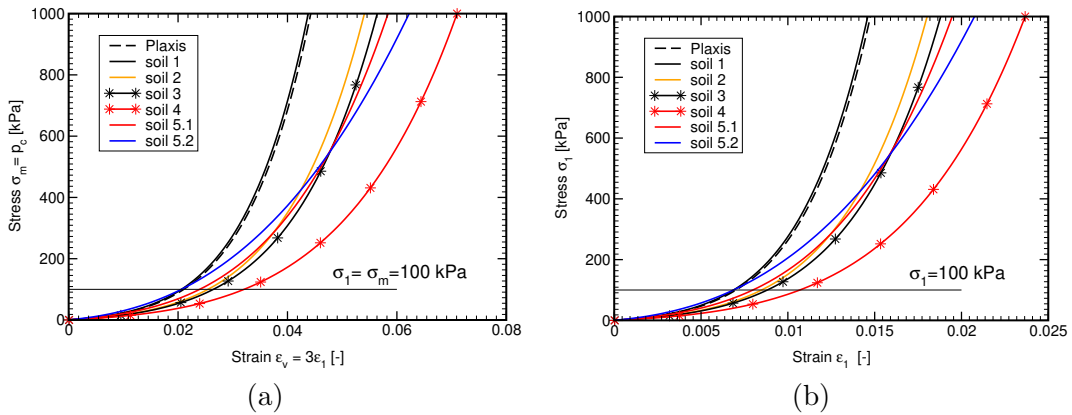 1000
800
600
400
200
0
Stress σm = pc [kPa]
Plaxis
soil 1
soil 2
soil 3
soil 4
soil 5.1
soil 5.2
σ1= σm=100 kPa
0 0.02 0.04 0.06 0.08
Strain εv = 3ε1 [-]
(a)
1000
800
600
400
200
0
Stress σ1 [kPa]
Plaxis
soil 1
soil 2
soil 3
soil 4
soil 5.1
soil 5.2
σ1=100 kPa
0 0.005 0.01 0.015 0.02 0.025
Strain ε1 [-]
(b)